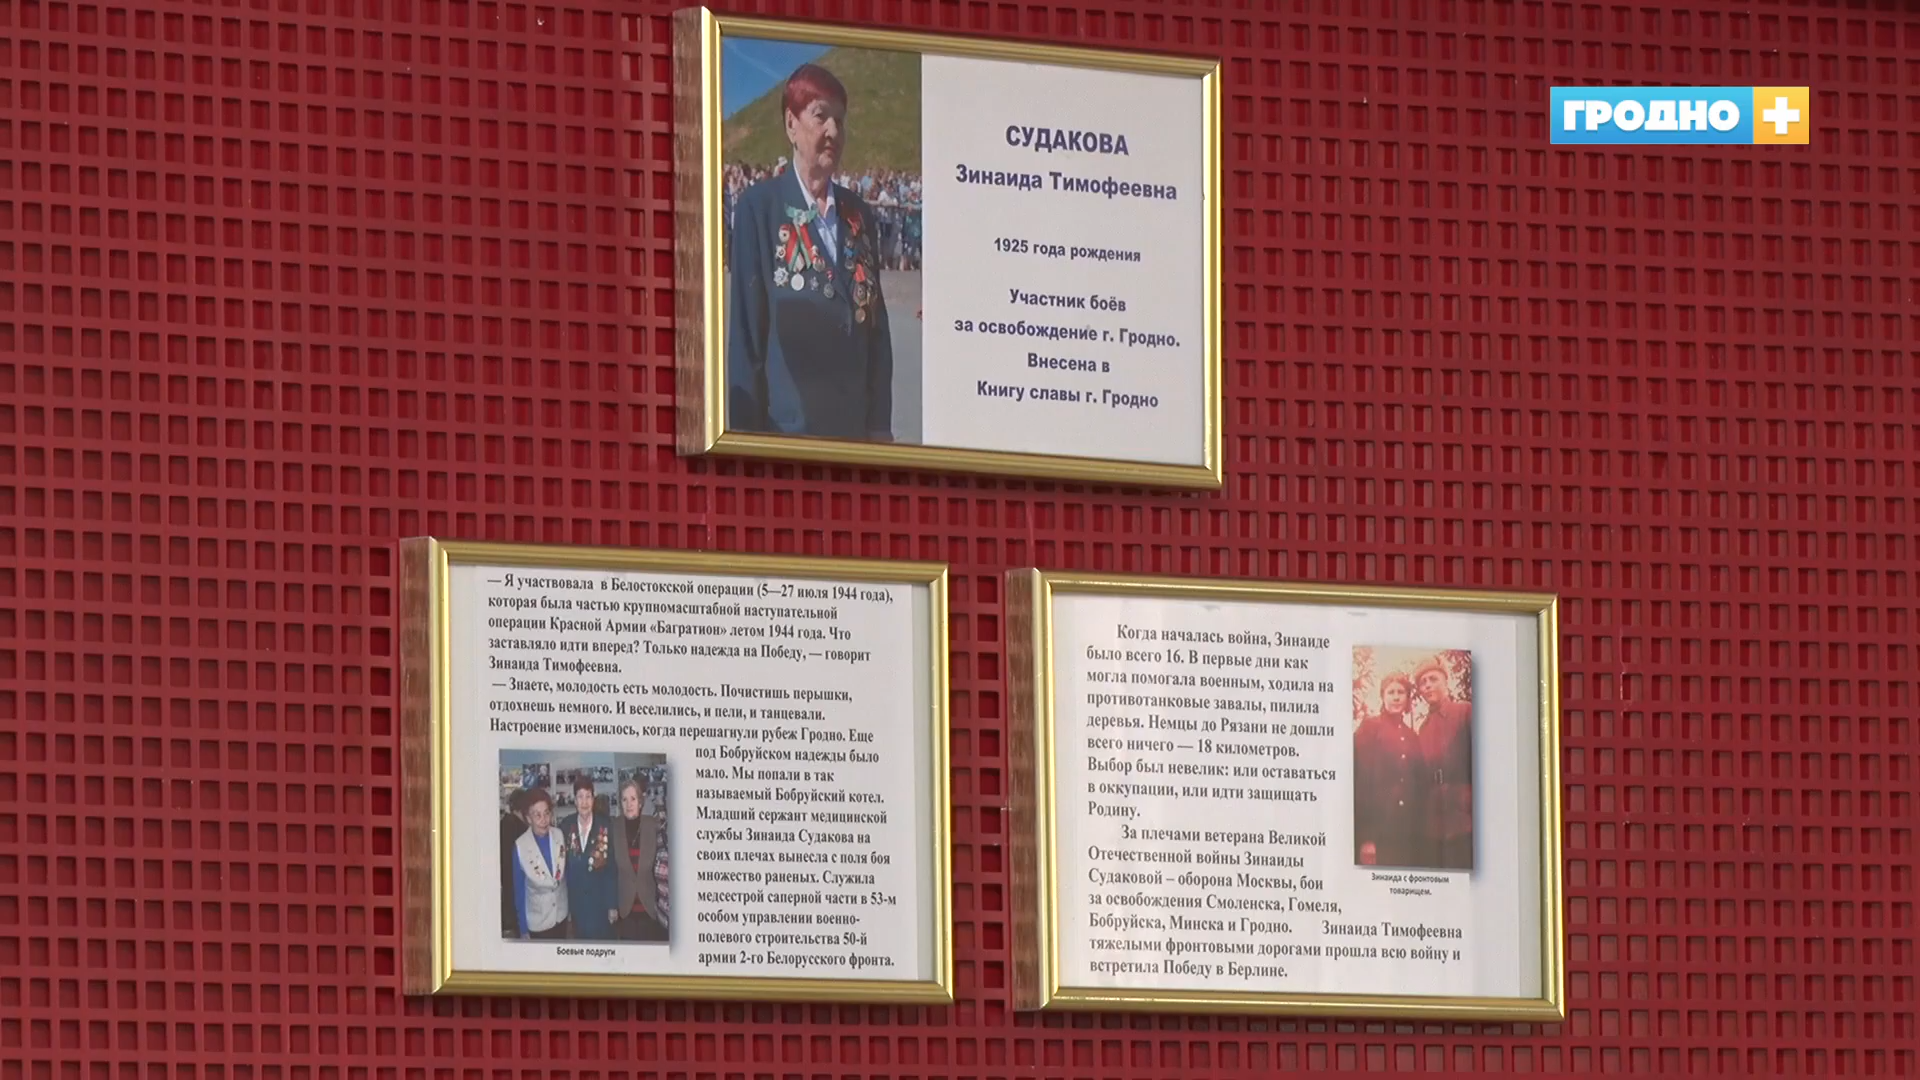 ГРОДНО +
СУДАКОВА
Зинаида Тимофеевна
1925 года рождения
Участник боёв
за освобождение г. Гродно.
Внесена в
Книгу славы г. Гродно
— Я участвовала в Белостокской операции (5—27 июля 1944 года),
которая была частью крупномасштабной наступательной
операции Красной Армии «Багратион» летом 1944 года. Что
заставляло идти вперед? Только надежда на Победу, — говорит
Зинаида Тимофеевна.
— Знаете, молодость есть молодость. Почистишь перышки,
отдохнешь немного. И веселились, и пели, и танцевали.
Настроение изменилось, когда перешагнули рубеж Гродно. Еще
под Бобруйском надежды было
мало. Мы попали в так
называемый Бобруйский котел.
Младший сержант медицинской
службы Зинаида Судакова на
своих плечах вынесла с поля боя
множество раненых. Служила
медсестрой саперной части в 53-м
особом управлении военно-
полевого строительства 50-й
армии 2-го Белорусского фронта.
Боевые подруги
Когда началась война, Зинаиде
было всего 16. В первые дни как
могла помогала военным, ходила на
противотанковые завалы, пилила
деревья. Немцы до Рязани не дошли
всего ничего — 18 километров.
Выбор был невелик: или оставаться
в оккупации, или идти защищать
Родину.
За плечами ветерана Великой
Отечественной войны Зинаиды
Судаковой – оборона Москвы, бои
за освобождения Смоленска, Гомеля,
Бобруйска, Минска и Гродно. Зинаида Тимофеевна
тяжелыми фронтовыми дорогами прошла всю войну и
встретила Победу в Берлине.
Зинаида с фронтовым
товарищем.